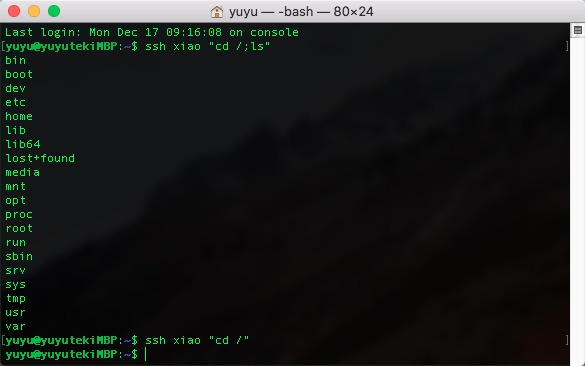 yuyu — -bash — 80×24
Last login: Mon Dec 17 09:16:08 on console
[yuyu@yuyutekiMBP:~$ ssh xiao "cd /;ls" ]
bin
boot
dev
etc
home
lib
lib64
lost+found
media
mnt
opt
proc
root
run
sbin
srv
sys
tmp
usr
var
[yuyu@yuyutekiMBP:~$ ssh xiao "cd /" ]
yuyu@yuyutekiMBP:~$